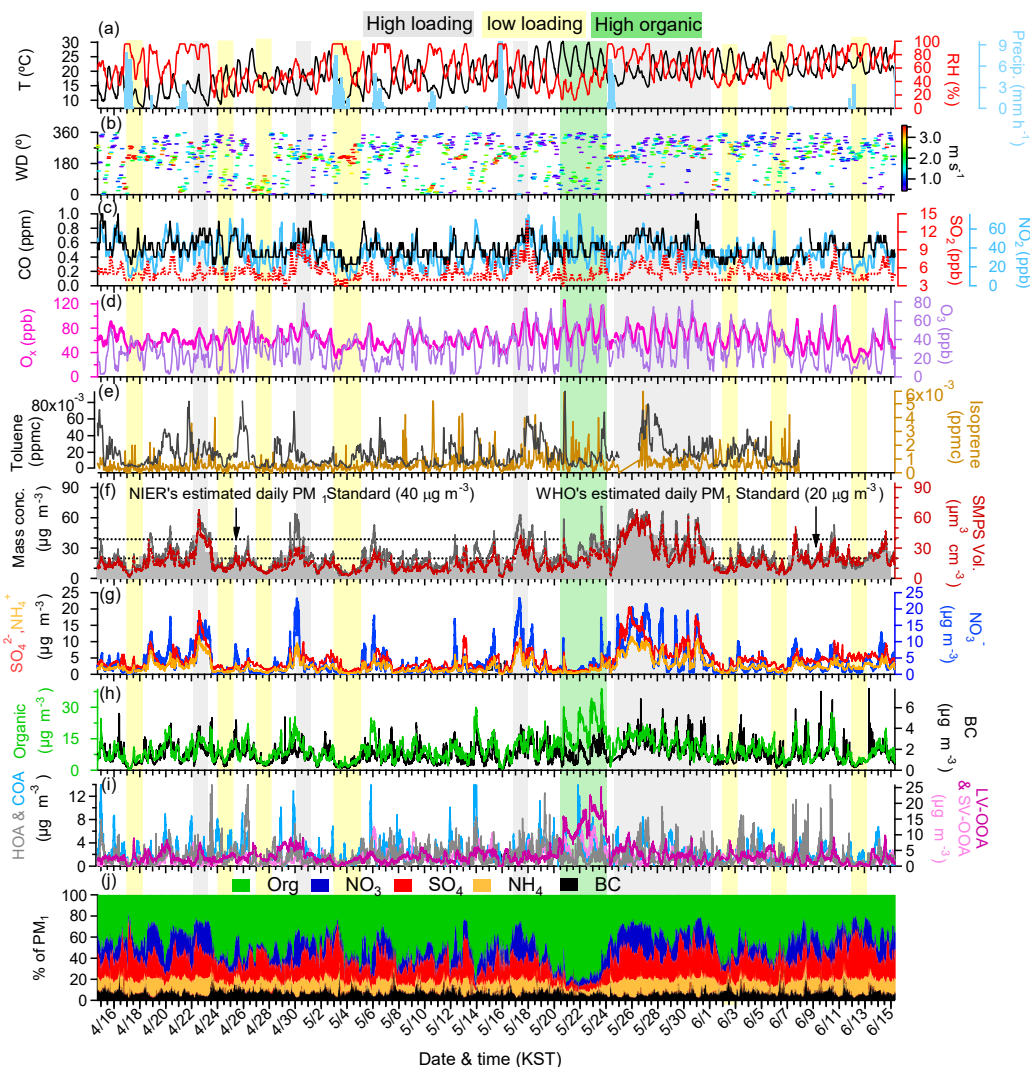 High loading low loading High organic
(a)
T (ºC)
30
25
20
15
10
100
80
60
40
20
0
RH (%)
9
6
3
0
Precip. (mm h-1)
(b)
WD (º)
360
180
0
3.0
2.0
1.0
m s-1
(c)
CO (ppm)
1.0
0.8
0.6
0.4
0.2
0.0
15
12
9
6
3
SO2 (ppb)
60
40
20
0
NO2 (ppb)
(d)
Ox (ppb)
120
80
40
0
80
60
40
20
0
O3 (ppb)
(e)
Toluene (ppmc)
80x10-3
60
40
20
0
6x10-3
5
4
3
2
1
0
Isoprene (ppmc)
(f) NIER's estimated daily PM 1Standard (40 µg m-3) WHO's estimated daily PM1 Standard (20 µg m-3)
Mass conc. (µg m-3)
90
60
30
0
90
60
30
0
SMPS Vol. (µm3 cm-3)
(g)
SO4 2-, NH4+ (µg m-3)
25
20
15
10
5
0
25
20
15
10
5
0
NO3- (µg m-3)
(h)
Organic (µg m-3)
30
15
0
6
4
2
0
BC (µg m-3)
(i)
HOA & COA (µg m-3)
12
8
4
0
25
20
15
10
5
0
LV-OOA & SV-OOA (µg m-3)
(j) Org NO3 SO4 NH4 BC
% of PM1
100
80
60
40
20
0
4/16 4/18 4/20 4/22 4/24 4/26 4/28 4/30 5/2 5/4 5/6 5/8 5/10 5/12 5/14 5/16 5/18 5/20 5/22 5/24 5/26 5/28 5/30 6/1 6/3 6/5 6/7 6/9 6/11 6/13 6/15
Date & time (KST)